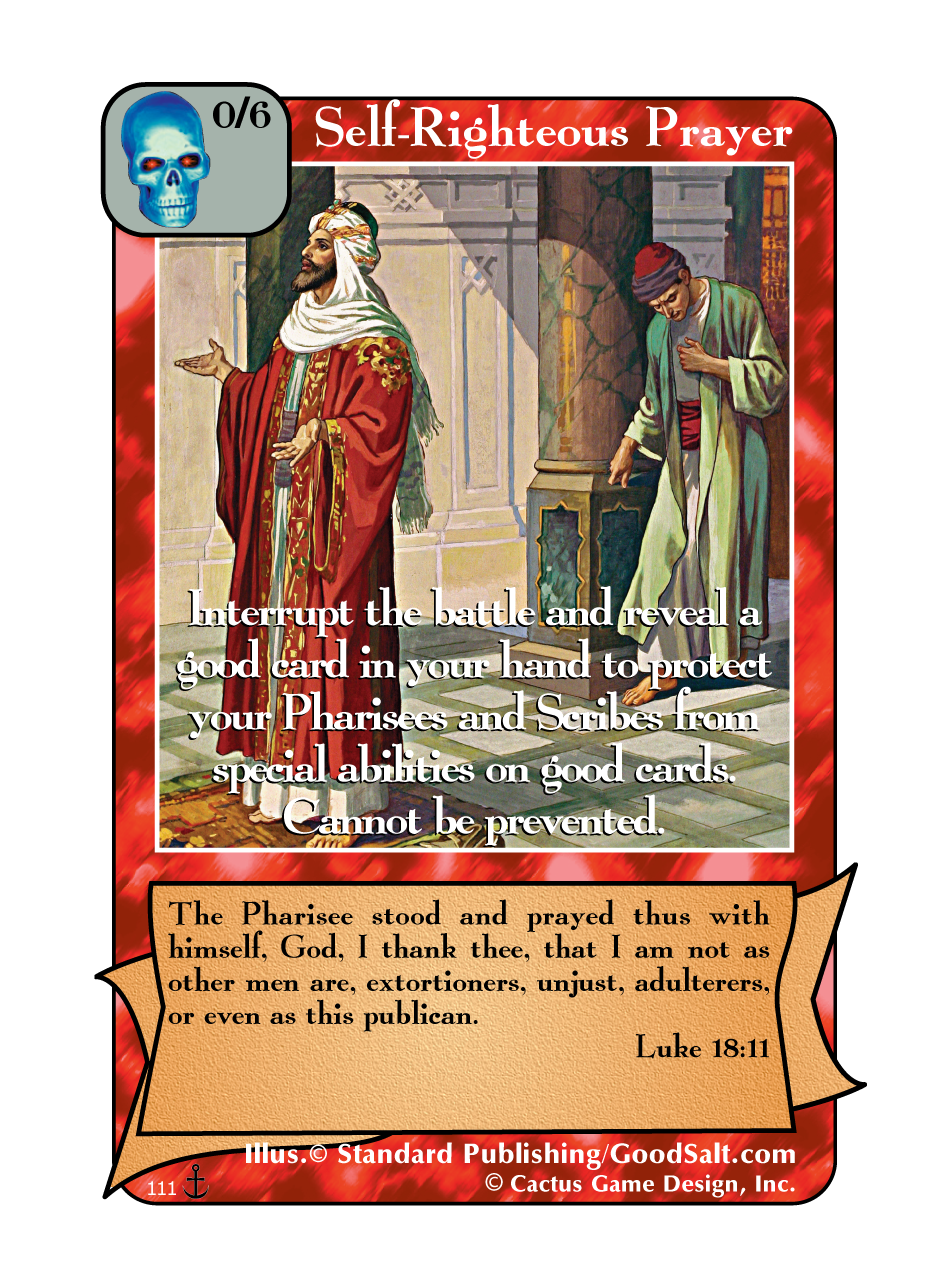 0/6
Self-Righteous Prayer
Interrupt the battle and reveal a
good card in your hand to protect
your Pharisees and Scribes from
special abilities on good cards.
Cannot be prevented.
The Pharisee stood and prayed thus with
himself, God, I thank thee, that I am not as
other men are, extortioners, unjust, adulterers,
or even as this publican.
Luke 18:11
Illus.© Standard Publishing/GoodSalt.com
© Cactus Game Design, Inc.
111